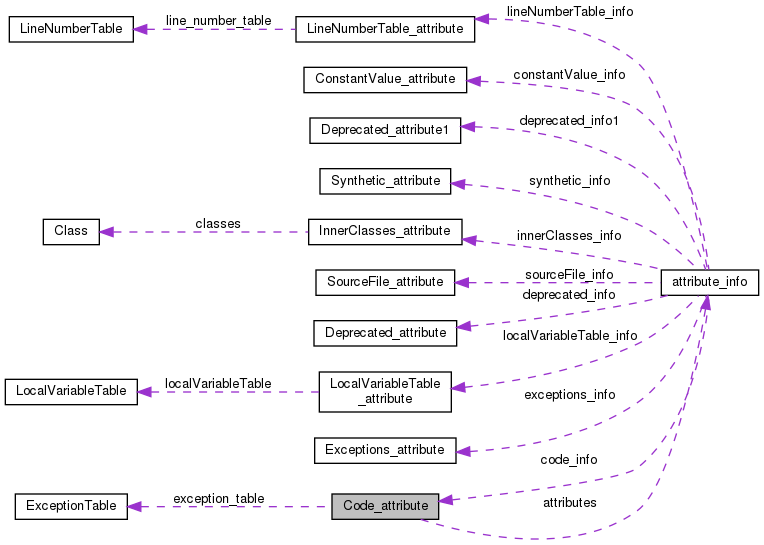 LineNumberTable
line_number_table
LineNumberTable_attribute
lineNumberTable_info
ConstantValue_attribute
constantValue_info
Deprecated_attribute1
deprecated_info1
Synthetic_attribute
synthetic_info
Class
classes
InnerClasses_attribute
innerClasses_info
SourceFile_attribute
sourceFile_info
attribute_info
deprecated_info
Deprecated_attribute
localVariableTable_info
LocalVariableTable
localVariableTable
LocalVariableTable
_attribute
exceptions_info
Exceptions_attribute
code_info
ExceptionTable
exception_table
Code_attribute
attributes